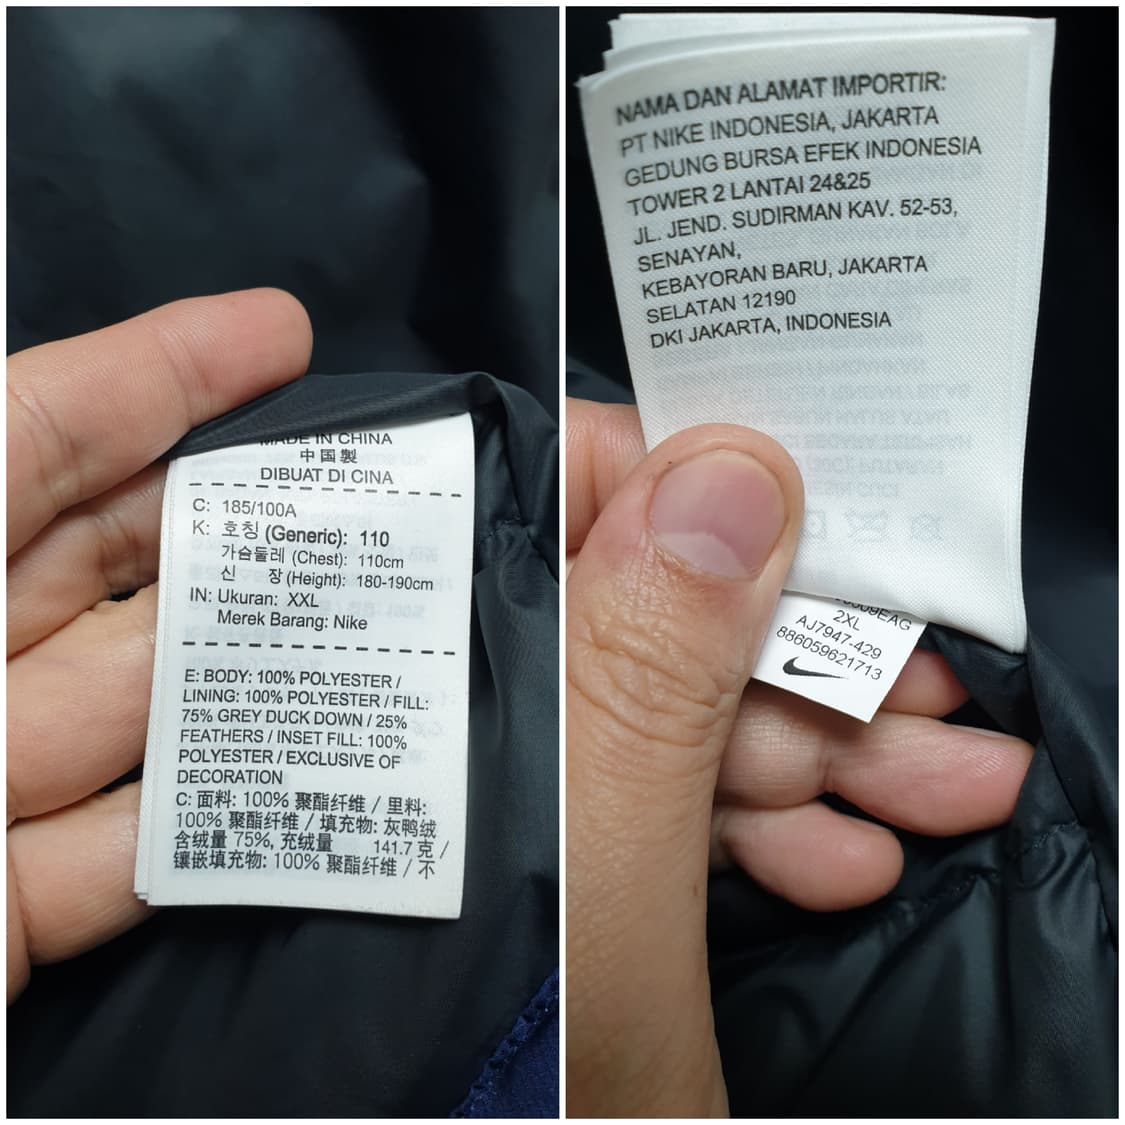 MADE IN CHINA
中国製
DIBUAT DI CINA
C: 185/100A
K: 호칭 (Generic): 110
가슴둘레 (Chest): 110cm
신 장 (Height): 180-190cm
IN: Ukuran: XXL
Merek Barang: Nike
E: BODY: 100% POLYESTER /
LINING: 100% POLYESTER / FILL:
75% GREY DUCK DOWN / 25%
FEATHERS / INSET FILL: 100%
POLYESTER / EXCLUSIVE OF
DECORATION
C: 面料: 100% 聚酯纤维 / 里料:
100% 聚酯纤维 / 填充物: 灰鸭绒
含绒量 75%, 充绒量 141.7 克 /
镶嵌填充物: 100% 聚酯纤维 / 不
NAMA DAN ALAMAT IMPORTIR:
PT NIKE INDONESIA, JAKARTA
GEDUNG BURSA EFEK INDONESIA
TOWER 2 LANTAI 24&25
JL. JEND. SUDIRMAN KAV. 52-53,
SENAYAN,
KEBAYORAN BARU, JAKARTA
SELATAN 12190
DKI JAKARTA, INDONESIA
2XL
AJ7947-429
886059621713